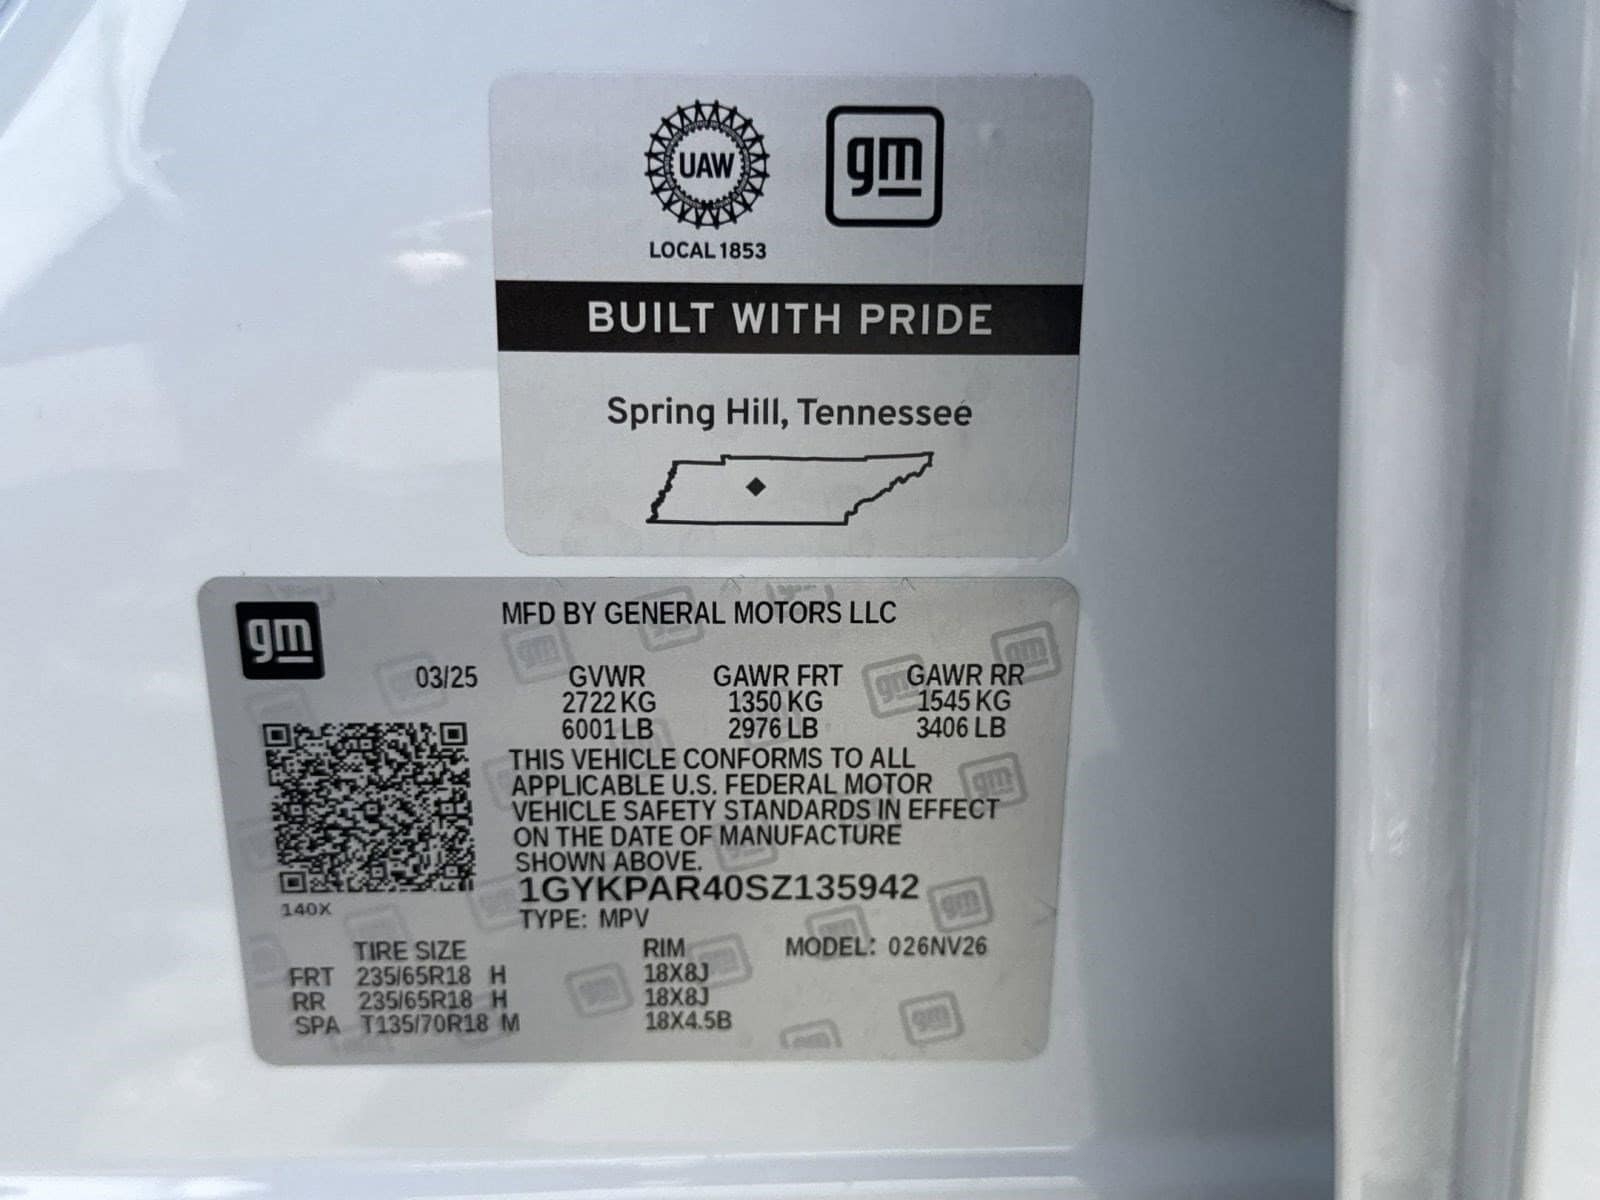 UAW
gm
LOCAL 1853
BUILT WITH PRIDE
Spring Hill, Tennessee
gm
MFD BY GENERAL MOTORS LLC
03/25 GVWR GAWR FRT GAWR RR
2722 KG 1350 KG 1545 KG
6001 LB 2976 LB 3406 LB
THIS VEHICLE CONFORMS TO ALL
APPLICABLE U.S. FEDERAL MOTOR
VEHICLE SAFETY STANDARDS IN EFFECT
ON THE DATE OF MANUFACTURE
SHOWN ABOVE.
1GYKPAR40SZ135942
140X
TYPE: MPV
TIRE SIZE RIM MODEL: 026NV26
FRT 235/65R18 H 18X8J
RR 235/65R18 H 18X8J
SPA T135/70R18 M 18X4.5B